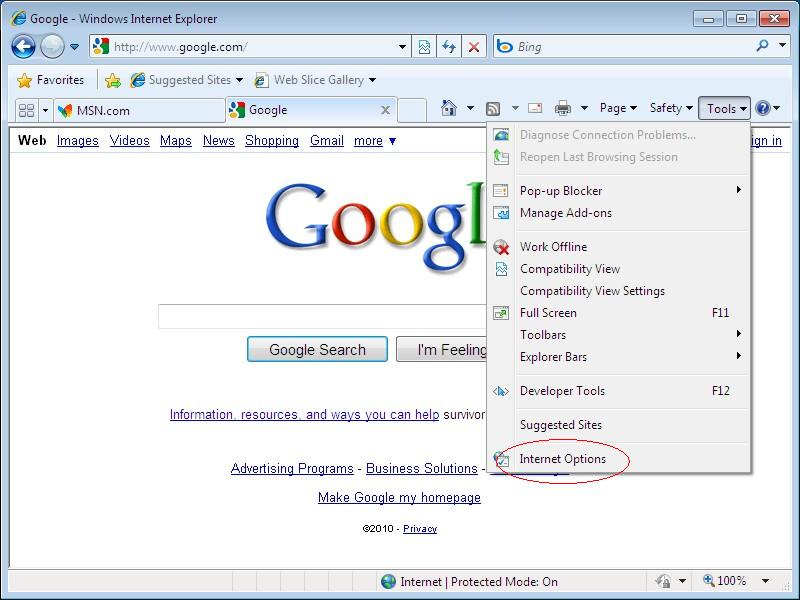 Google - Windows Internet Explorer
http://www.google.com/
Bing
Favorites
Suggested Sites
Web Slice Gallery
MSN.com
Google
Page
Safety
Tools
Web Images Videos Maps News Shopping Gmail more ▼
ign in
Googl
Google Search
I'm Feeling
Information, resources, and ways you can help survivor
Advertising Programs - Business Solutions -
Make Google my homepage
©2010 - Privacy
Diagnose Connection Problems...
Reopen Last Browsing Session
Pop-up Blocker
Manage Add-ons
Work Offline
Compatibility View
Compatibility View Settings
Full Screen F11
Toolbars
Explorer Bars
Developer Tools F12
Suggested Sites
Internet Options
Internet | Protected Mode: On
100%